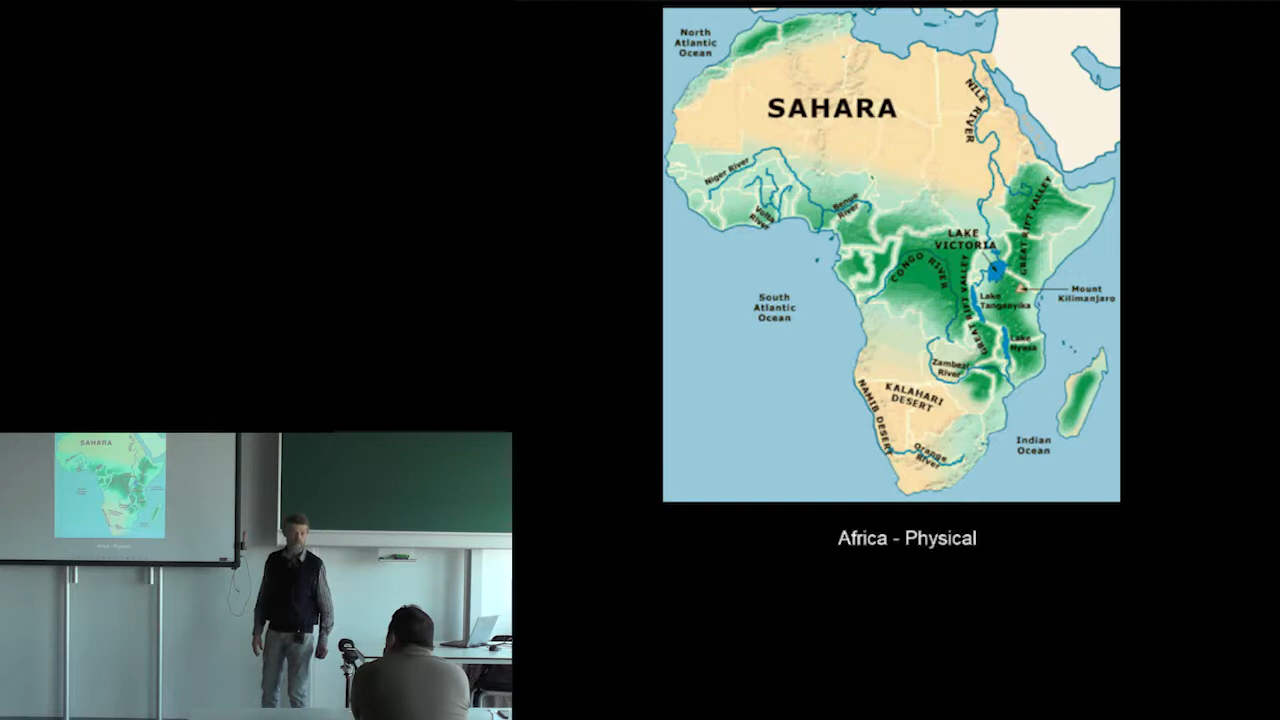 North
Atlantic
Ocean
SAHARA
NILE
RIVER
Niger River
Volta
River
Benue
River
GREAT RIFT VALLEY
LAKE
VICTORIA
CONGO RIVER
GREAT RIFT VALLEY
Lake
Tanganyika
Mount
Kilimanjaro
South
Atlantic
Ocean
Lake
Nyasa
Zambezi
River
KALAHARI
DESERT
NAMIB DESERT
Orange
River
Indian
Ocean
Africa - Physical
SAHARA
Africa - Physical